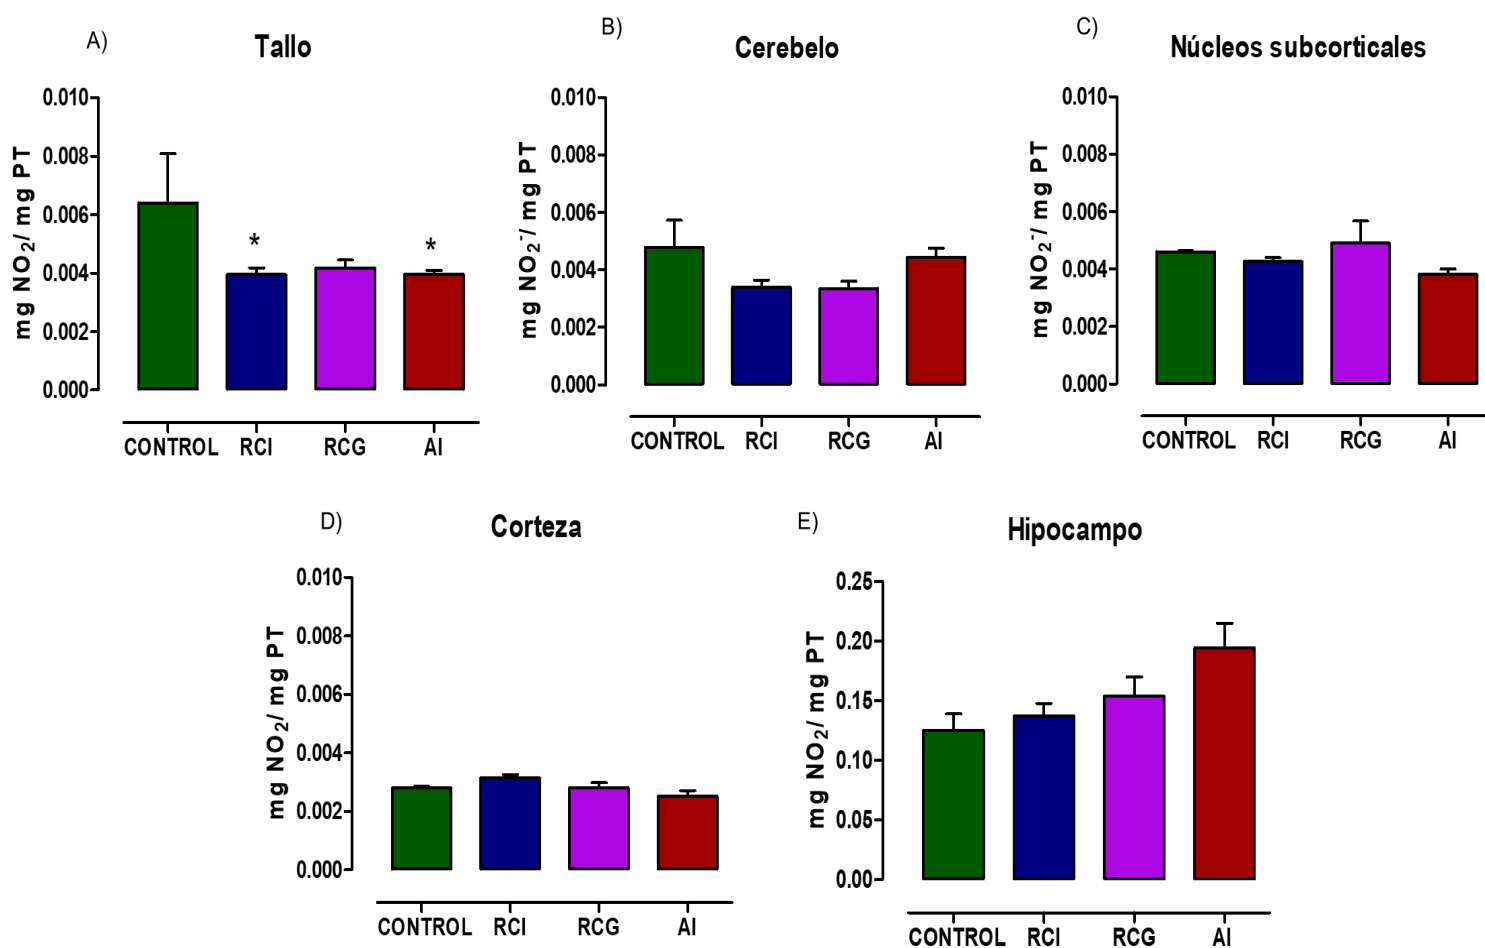 A)
Tallo
mg NO2/ mg PT
0.010
0.008
0.006
0.004
0.002
0.000
*
*
CONTROL RCI RCG AI
B)
Cerebelo
mg NO2-/ mg PT
0.010
0.008
0.006
0.004
0.002
0.000
CONTROL RCI RCG AI
C)
Núcleos subcorticales
mg NO2-/ mg PT
0.010
0.008
0.006
0.004
0.002
0.000
CONTROL RCI RCG AI
D)
Corteza
mg NO2/ mg PT
0.010
0.008
0.006
0.004
0.002
0.000
CONTROL RCI RCG AI
E)
Hipocampo
mg NO2/ mg PT
0.25
0.20
0.15
0.10
0.05
0.00
CONTROL RCI RCG AI